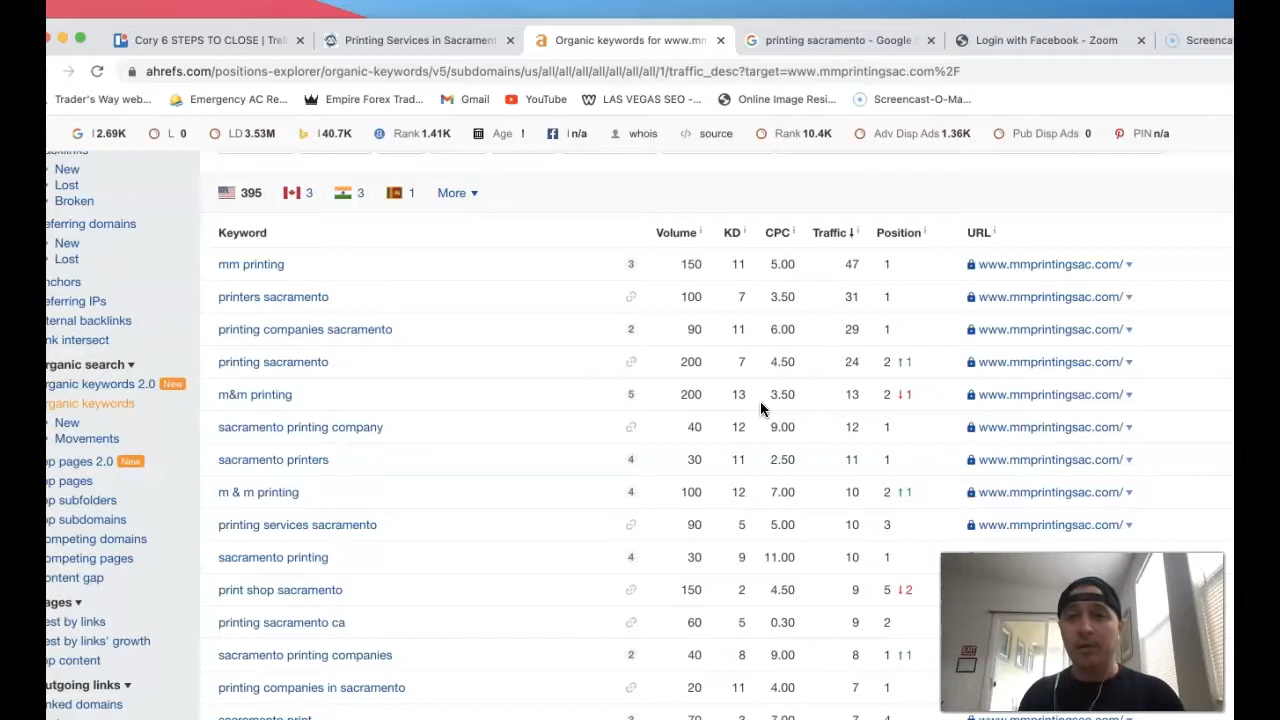 Cory 6 STEPS TO CLOSE | Trel
Printing Services in Sacrament
Organic keywords for www.mm
printing sacramento - Google S
Login with Facebook - Zoom
Screenca
ahrefs.com/positions-explorer/organic-keywords/v5/subdomains/us/all/all/all/all/all/all/all/1/traffic_desc?target=www.mmprintingsac.com%2F
Trader's Way web...
Emergency AC Re...
Empire Forex Trad...
Gmail
YouTube
LAS VEGAS SEO -...
Online Image Resi...
Screencast-O-Ma...
I 2.69K
L 0
LD 3.53M
I 40.7K
Rank 1.41K
Age !
I n/a
whois
source
Rank 10.4K
Adv Disp Ads 1.36K
Pub Disp Ads 0
PIN n/a
New
Lost
Broken
eferring domains
New
Lost
nchors
eferring IPs
ternal backlinks
nk intersect
rganic search ▾
rganic keywords 2.0 New
rganic keywords
New
Movements
op pages 2.0 New
op pages
op subfolders
op subdomains
ompeting domains
ompeting pages
ontent gap
ages ▾
est by links
est by links' growth
op content
utgoing links ▾
nked domains
395
3
3
1
More ▾
Keyword Volume i KD i CPC i Traffic ↓ i Position i URL i
mm printing 3 150 11 5.00 47 1 www.mmprintingsac.com/ ▾
printers sacramento 100 7 3.50 31 1 www.mmprintingsac.com/ ▾
printing companies sacramento 2 90 11 6.00 29 1 www.mmprintingsac.com/ ▾
printing sacramento 200 7 4.50 24 2 ↑1 www.mmprintingsac.com/ ▾
m&m printing 5 200 13 3.50 13 2 ↓1 www.mmprintingsac.com/ ▾
sacramento printing company 40 12 9.00 12 1 www.mmprintingsac.com/ ▾
sacramento printers 4 30 11 2.50 11 1 www.mmprintingsac.com/ ▾
m & m printing 4 100 12 7.00 10 2 ↑1 www.mmprintingsac.com/ ▾
printing services sacramento 90 5 5.00 10 3 www.mmprintingsac.com/ ▾
sacramento printing 4 30 9 11.00 10 1
print shop sacramento 150 2 4.50 9 5 ↓2
printing sacramento ca 60 5 0.30 9 2
sacramento printing companies 2 40 8 9.00 8 1 ↑1
printing companies in sacramento 20 11 4.00 7 1
EXIT